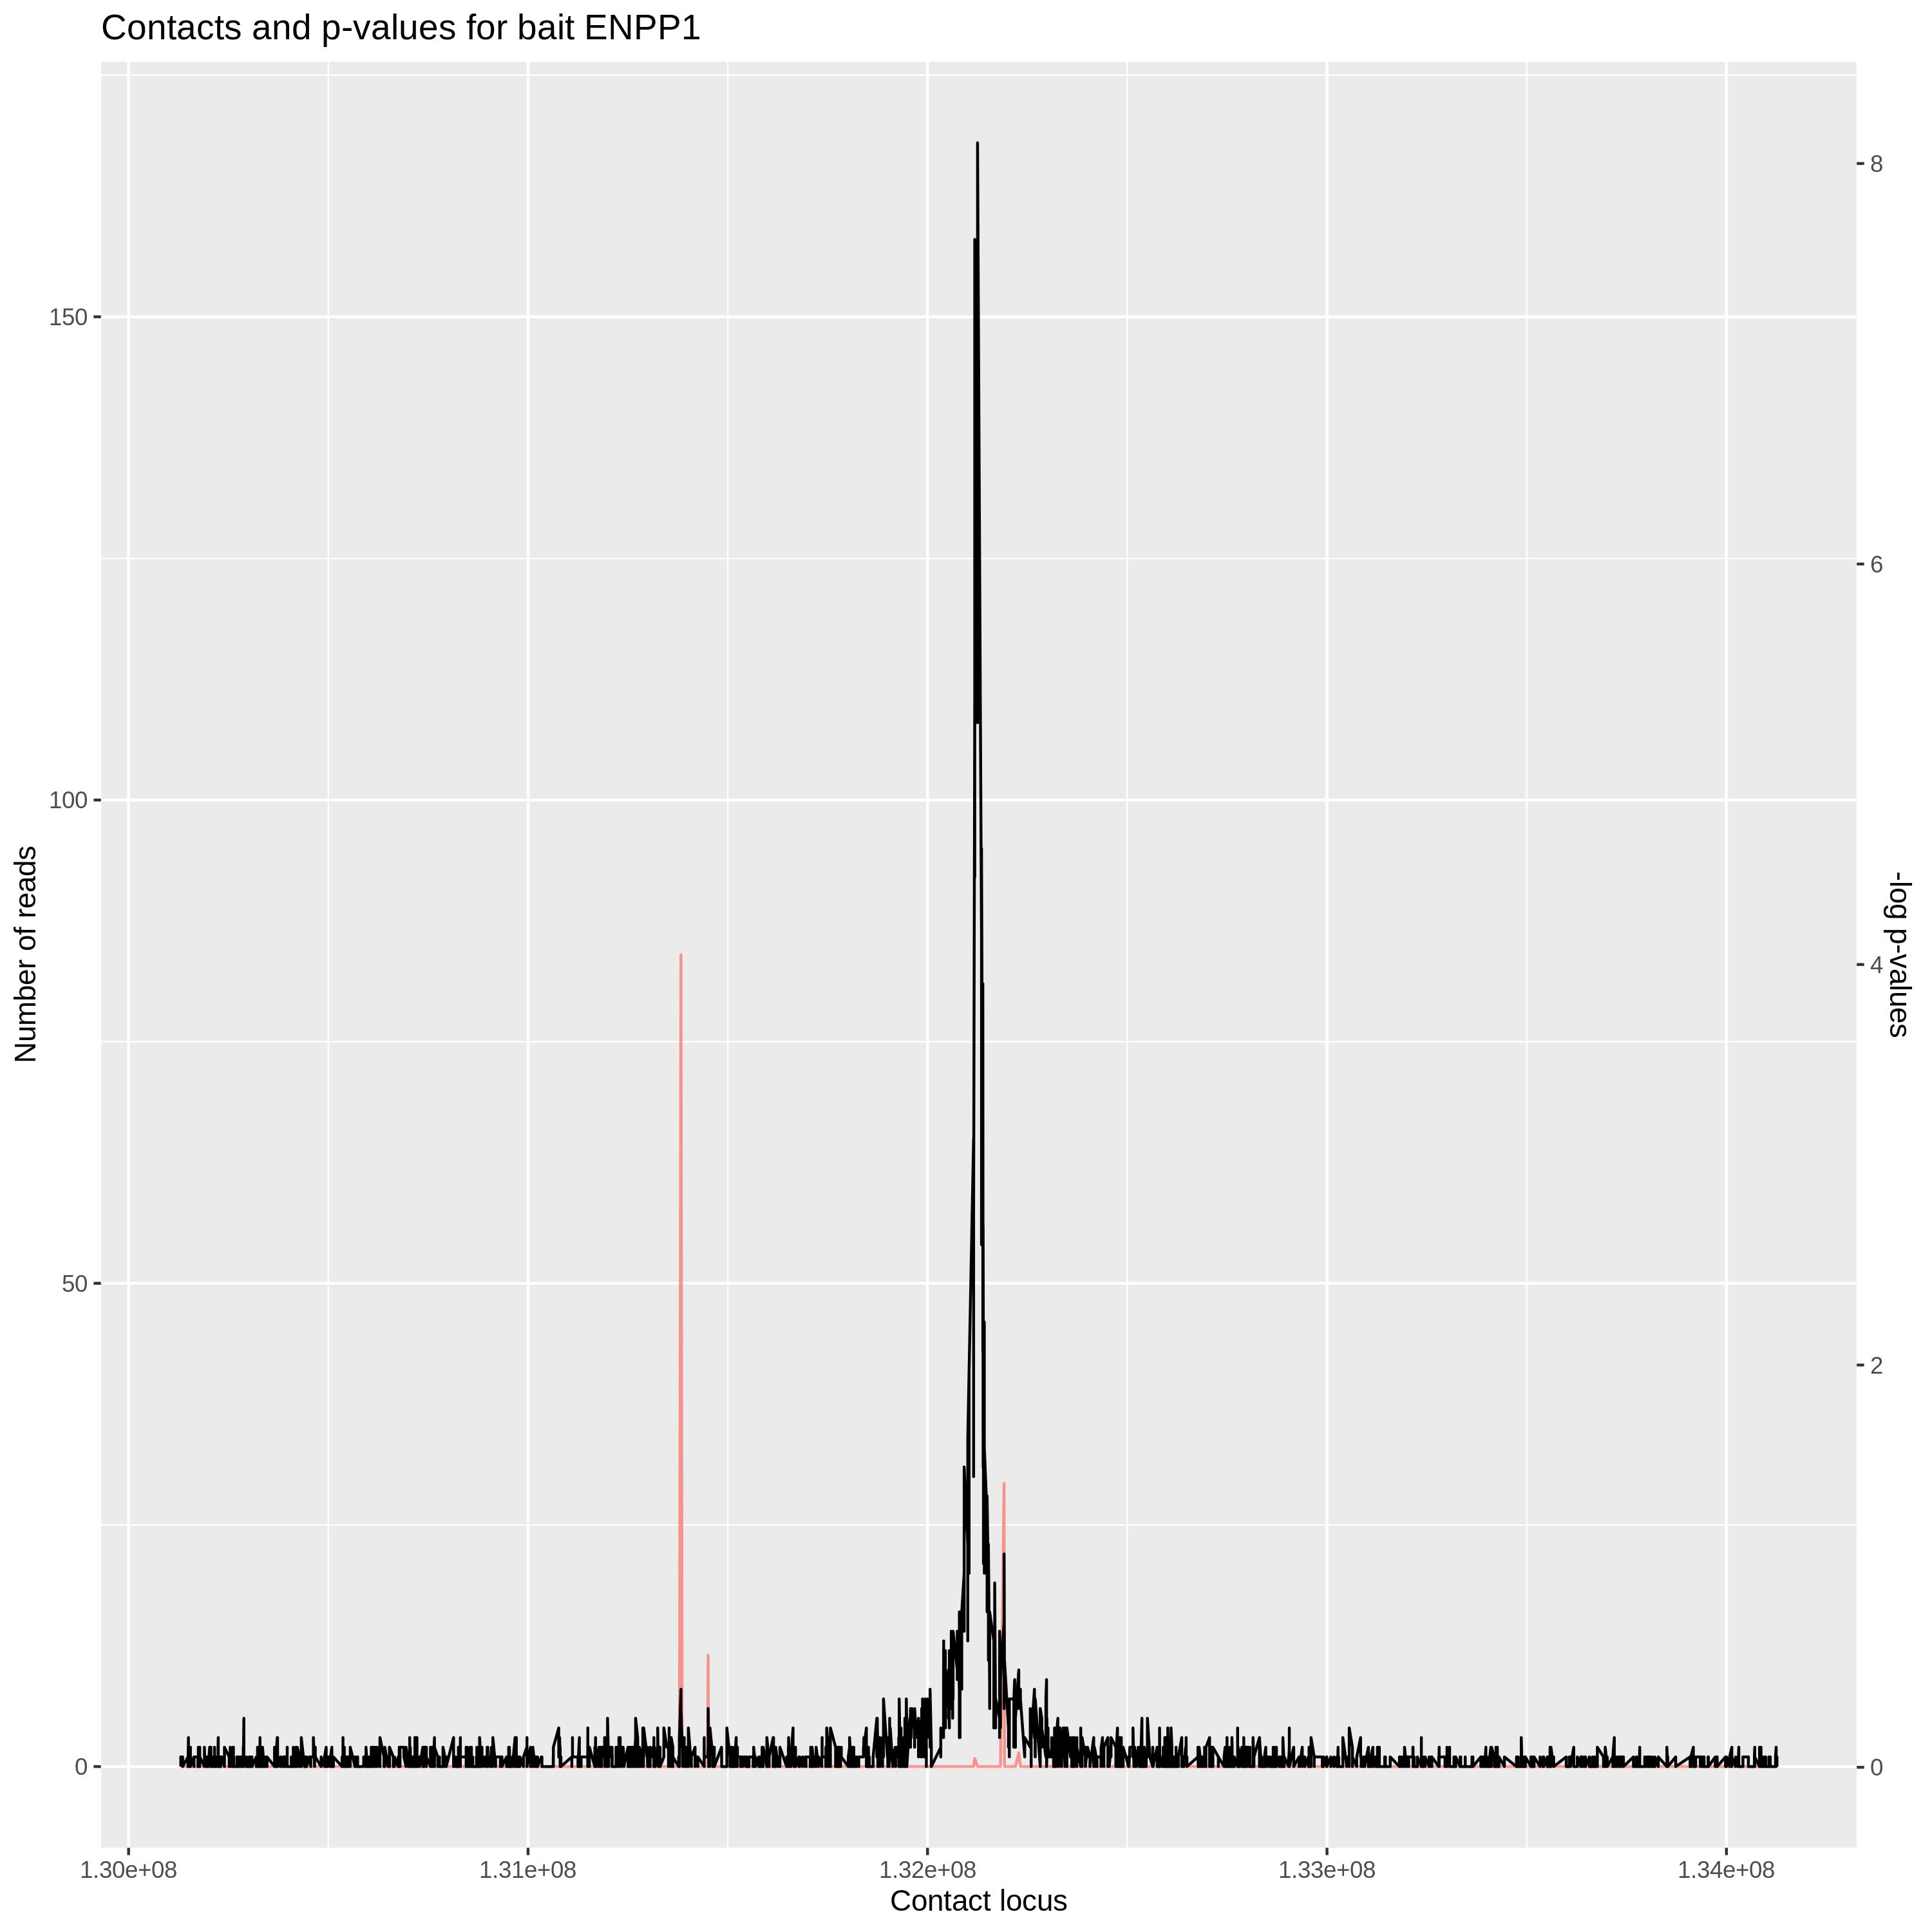 Contacts and p-values for bait ENPP1
Number of reads
150
100
50
0
8
6
4
2
0
-log p-values
1.30e+08
1.31e+08
1.32e+08
1.33e+08
1.34e+08
Contact locus